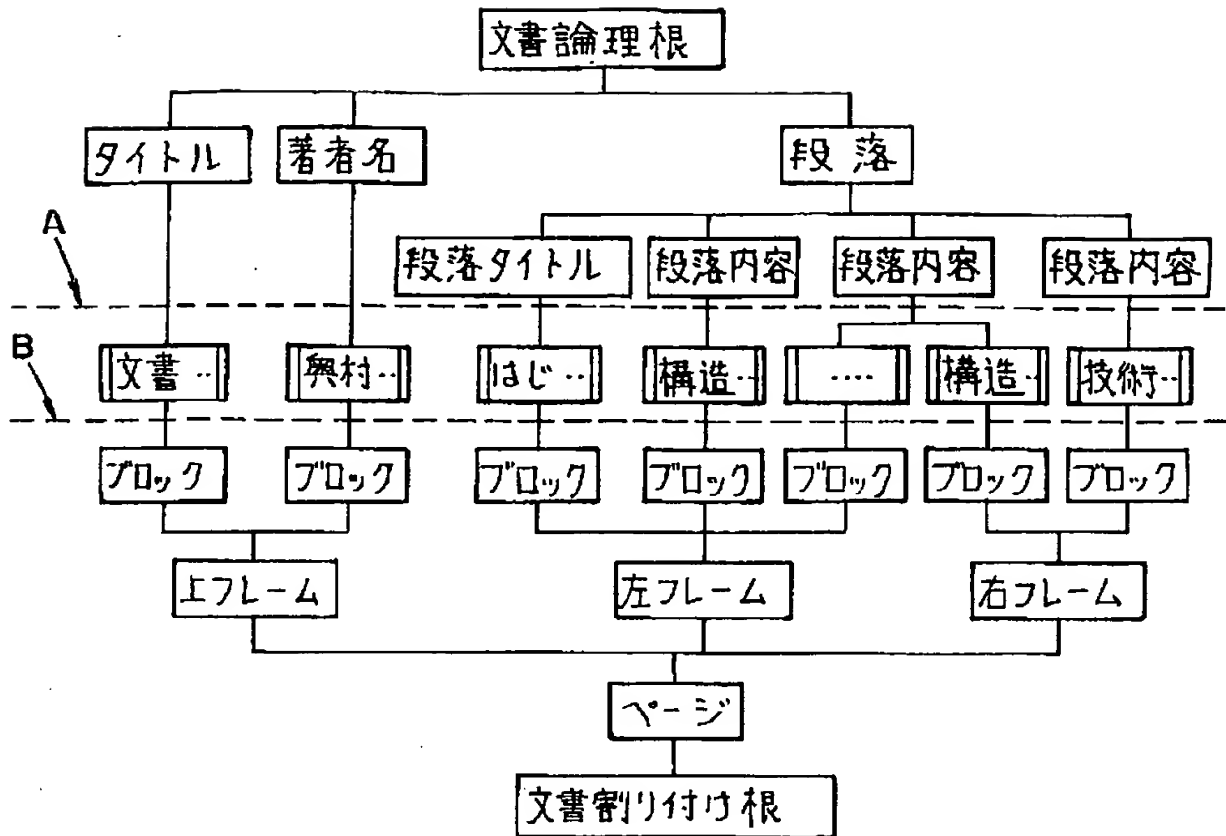 文書論理根
タイトル
著者名
段落
A
段落タイトル
段落内容
段落内容
段落内容
B
文書‥
奥村‥
はじ‥
構造‥
‥‥
構造‥
技術‥
ブロック
ブロック
ブロック
ブロック
ブロック
ブロック
ブロック
上フレーム
左フレーム
右フレーム
ページ
文書割り付け根